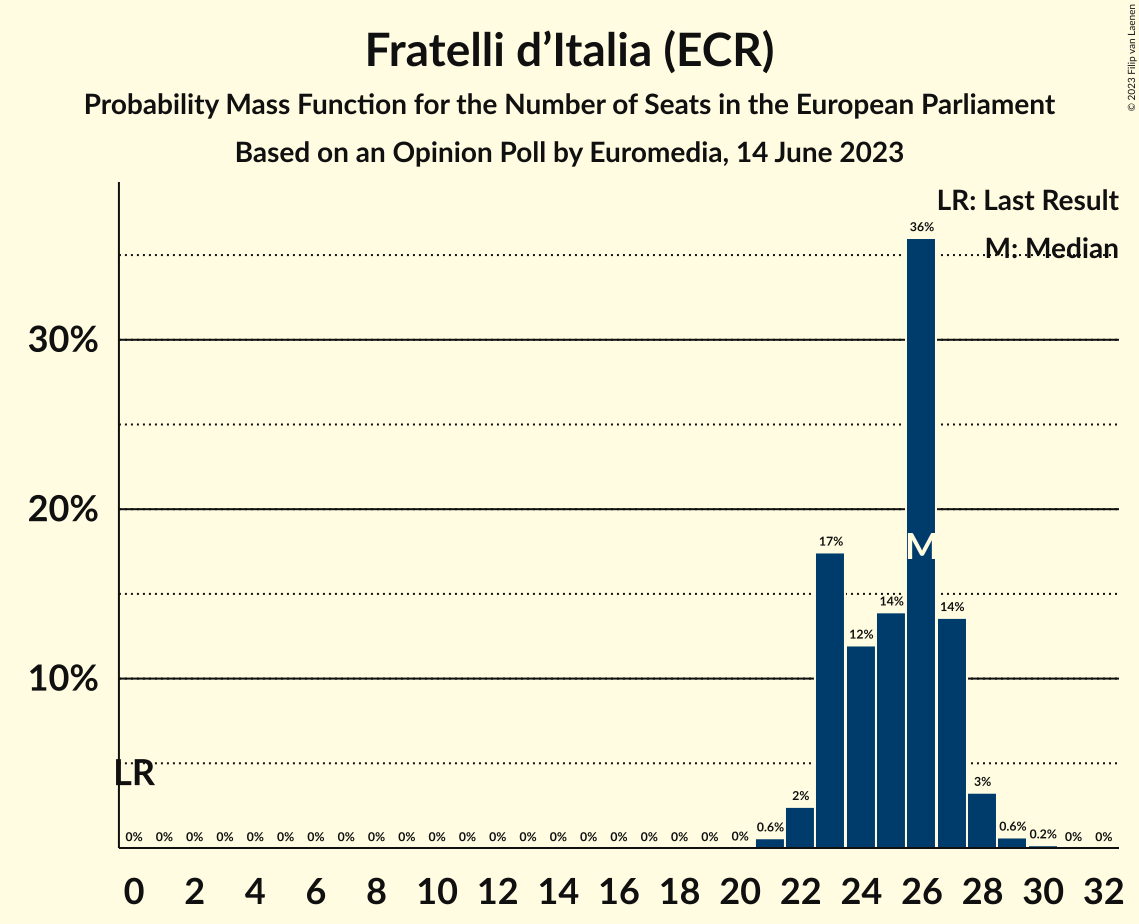 Fratelli d’Italia (ECR)
Probability Mass Function for the Number of Seats in the European Parliament
Based on an Opinion Poll by Euromedia, 14 June 2023
© 2023 Filip van Laenen
LR: Last Result
M: Median
36%
30%
20%
17%
M
14%
14%
12%
10%
LR
3%
2%
0% 0% 0% 0% 0% 0% 0% 0% 0% 0% 0% 0% 0% 0% 0% 0% 0% 0% 0% 0% 0% 0.6% 0.6% 0.2% 0% 0%
0 2 4 6 8 10 12 14 16 18 20 22 24 26 28 30 32